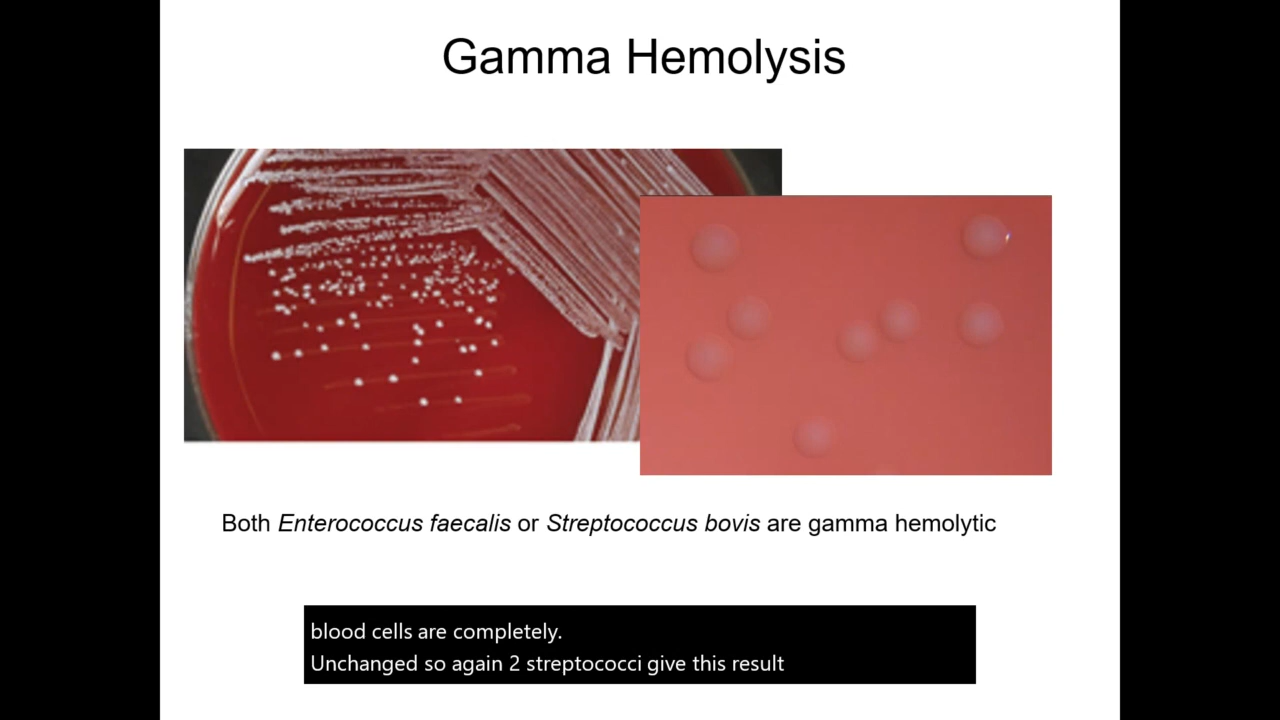 Gamma Hemolysis
Both Enterococcus faecalis or Streptococcus bovis are gamma hemolytic
blood cells are completely.
Unchanged so again 2 streptococci give this result